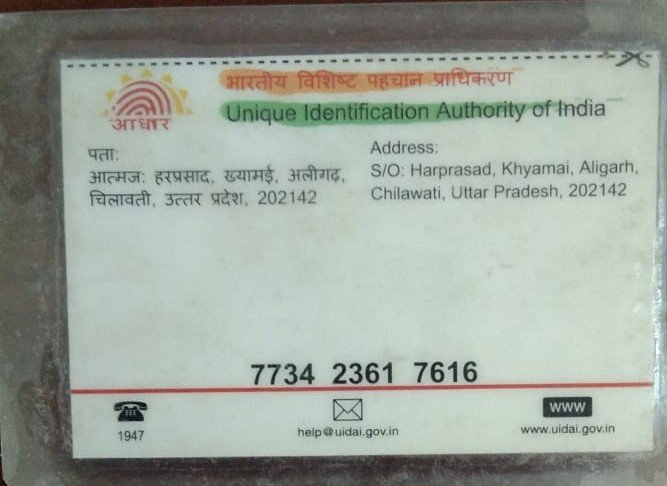 भारतीय विशिष्ट पहचान प्राधिकरण
Unique Identification Authority of India
आधार
पता:
आत्मज: हरप्रसाद, ख्यामई, अलीगढ़,
चिलावती, उत्तर प्रदेश, 202142
Address:
S/O: Harprasad, Khyamai, Aligarh,
Chilawati, Uttar Pradesh, 202142
7734 2361 7616
1947
help@uidai.gov.in
WWW
www.uidai.gov.in